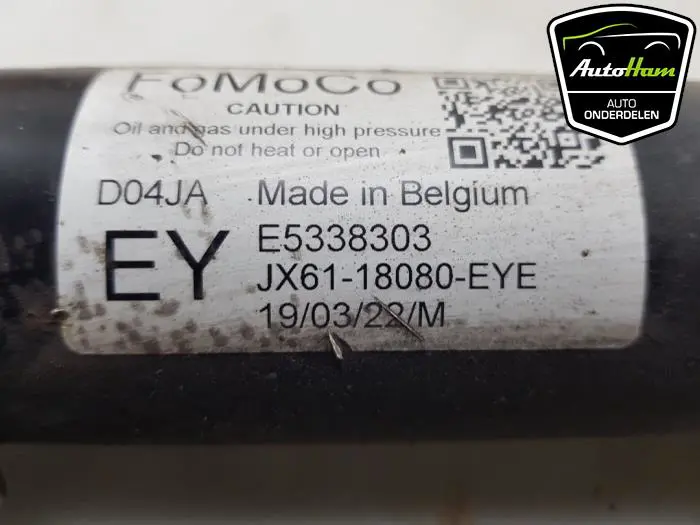 FoMoCo
CAUTION
Oil and gas under high pressure
Do not heat or open
D04JA Made in Belgium
EY
E5338303
JX61-18080-EYE
19/03/22/M
AutoHam
AUTO
ONDERDELEN